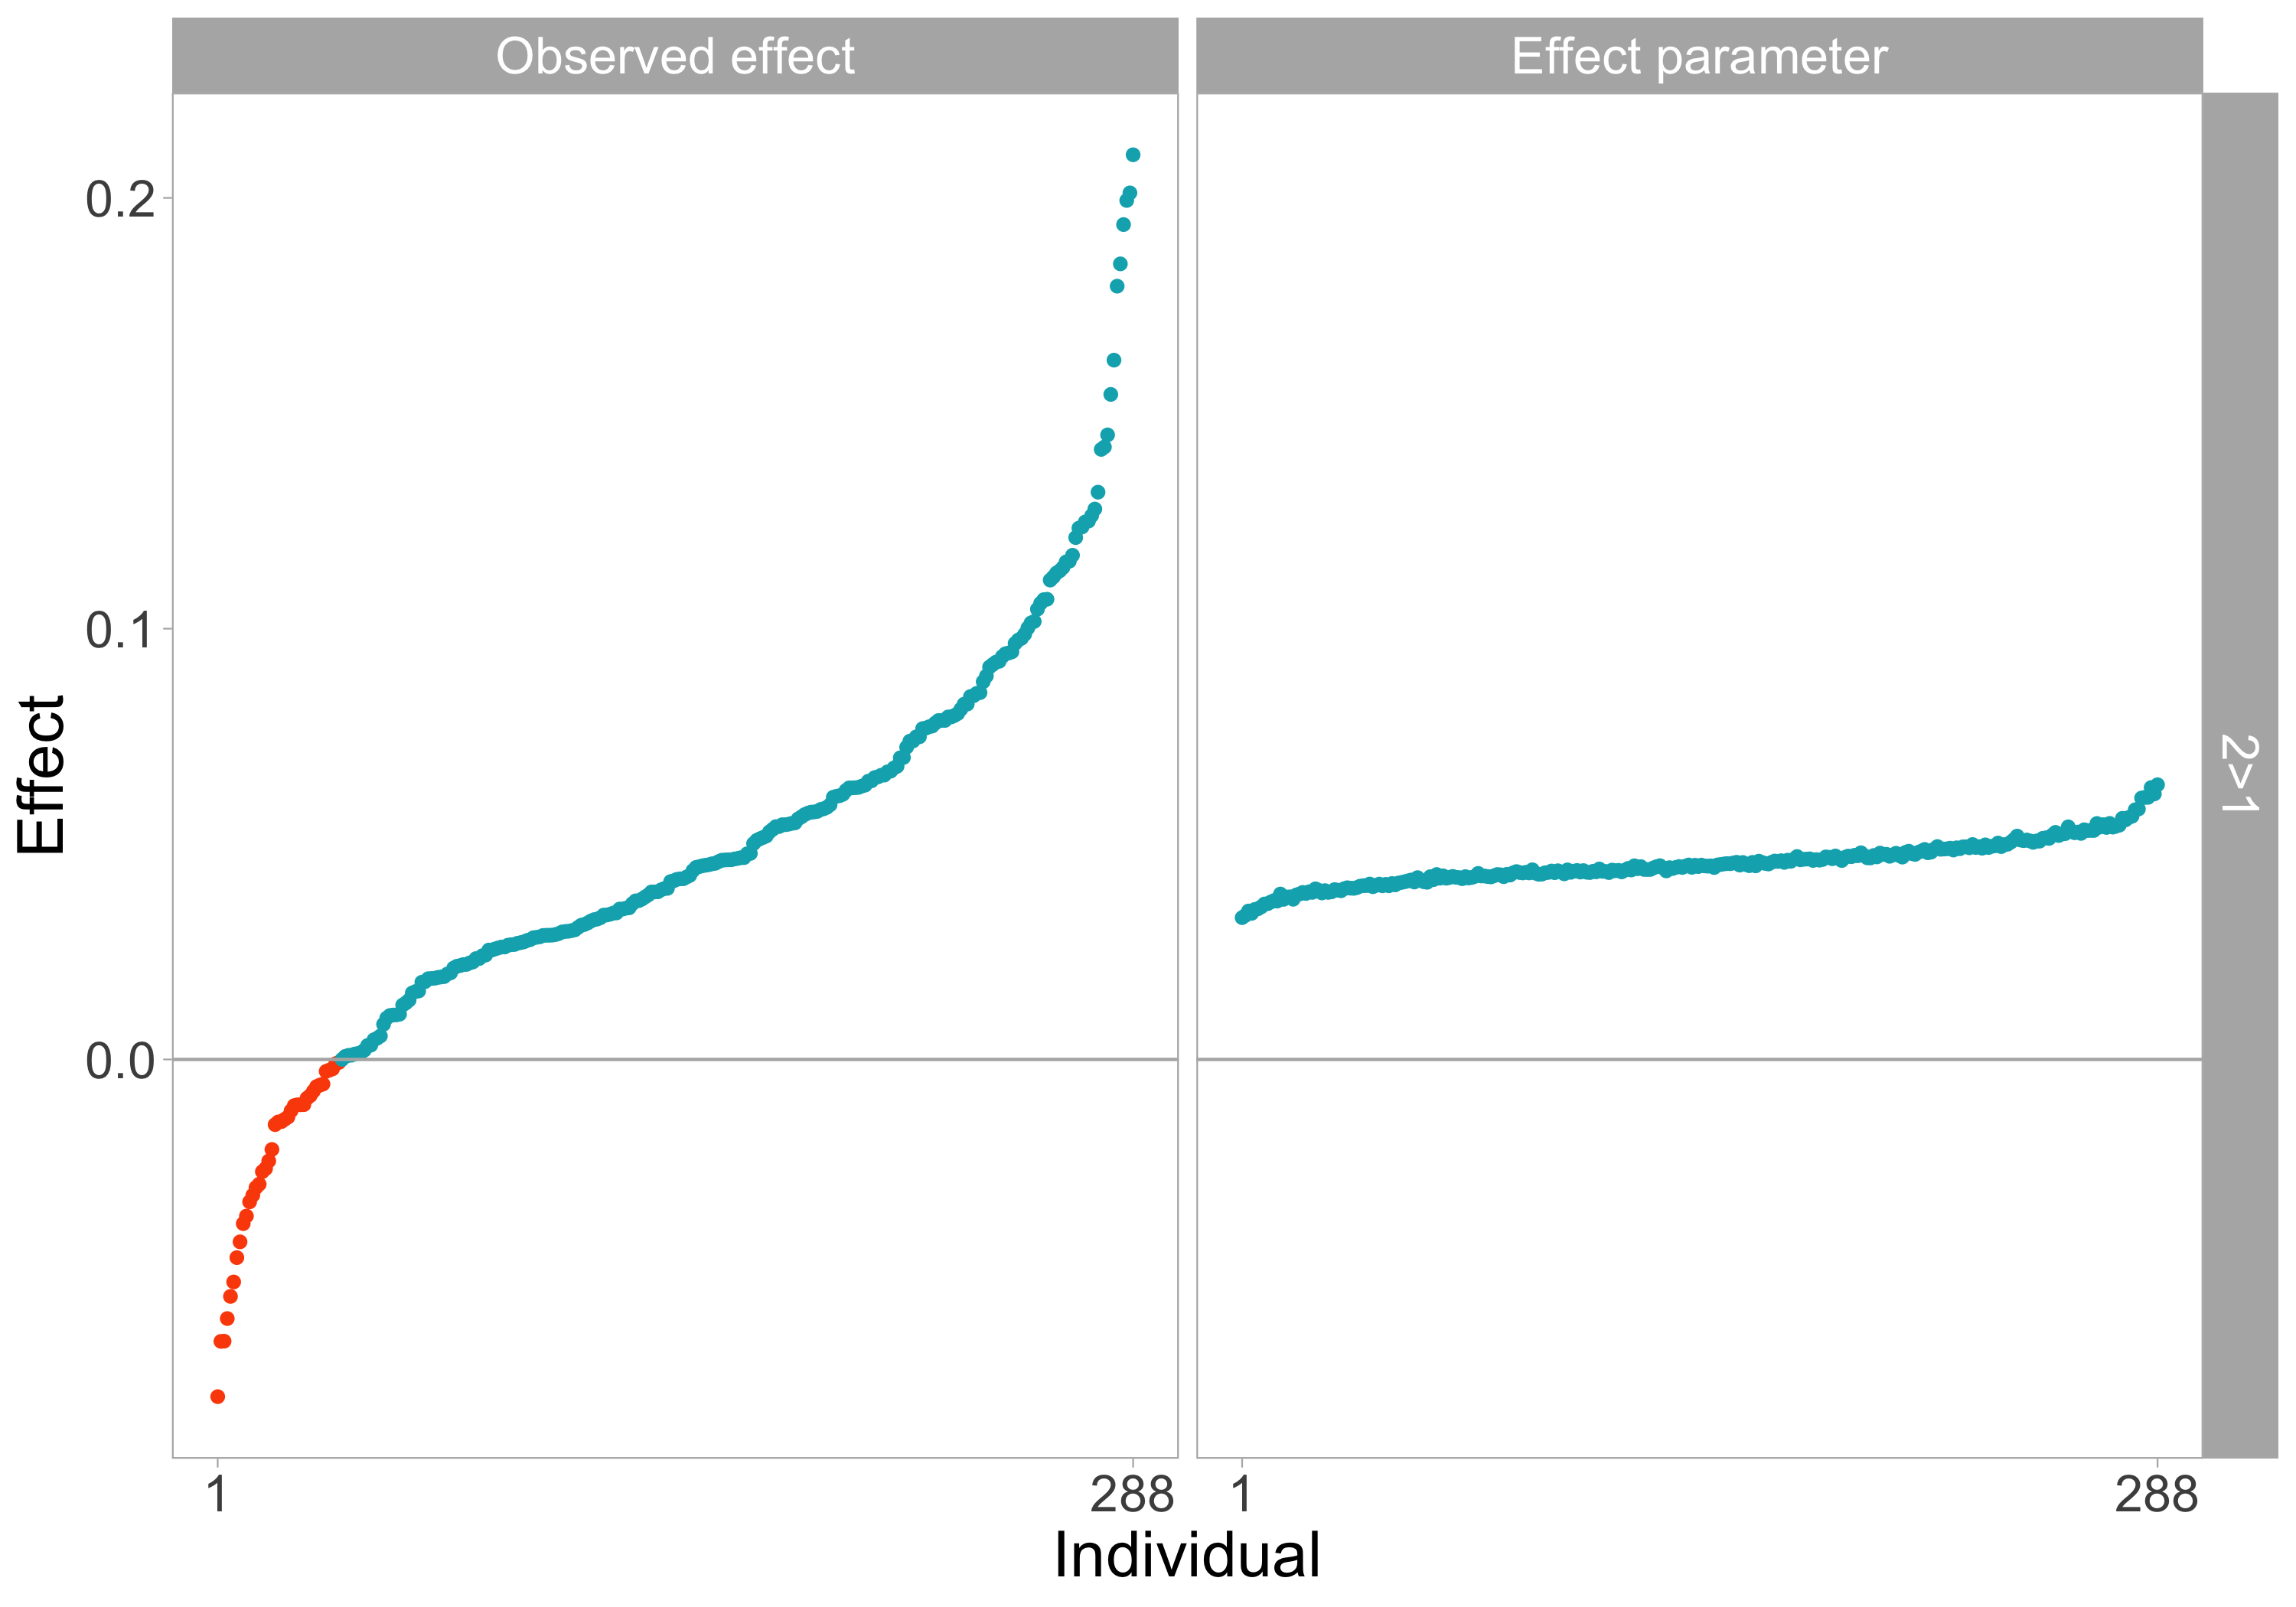 Observed effect
Effect parameter
0.2
0.1
0.0
Effect
2>1
1
288
1
288
Individual